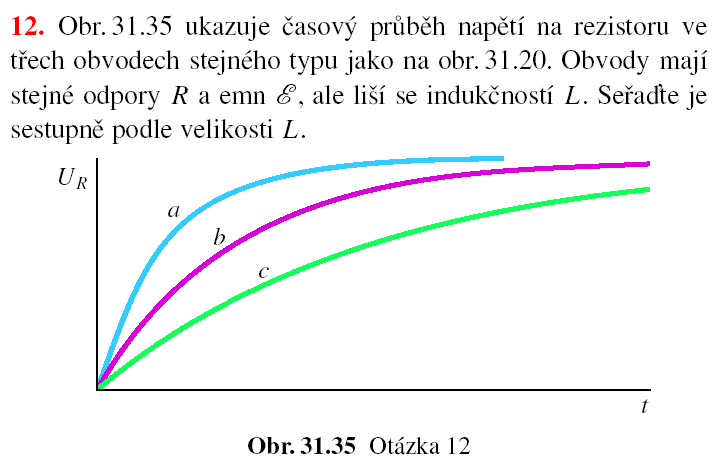 12. Obr. 31.35 ukazuje časový průběh napětí na rezistoru ve
třech obvodech stejného typu jako na obr. 31.20. Obvody mají
stejné odpory R a emn ℰ, ale liší se indukčností L. Seřaďte je
sestupně podle velikosti L.
U_R
a
b
c
t
Obr. 31.35 Otázka 12